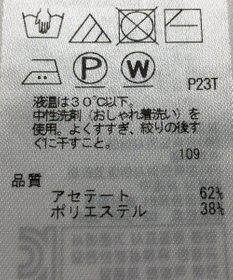 P W
P23T
液温は30℃以下。
中性洗剤(おしゃれ着洗い)を
使用。よくすすぎ、絞りの後す
ぐに干すこと。
109
品質
アセテート 62%
ポリエステル 38%